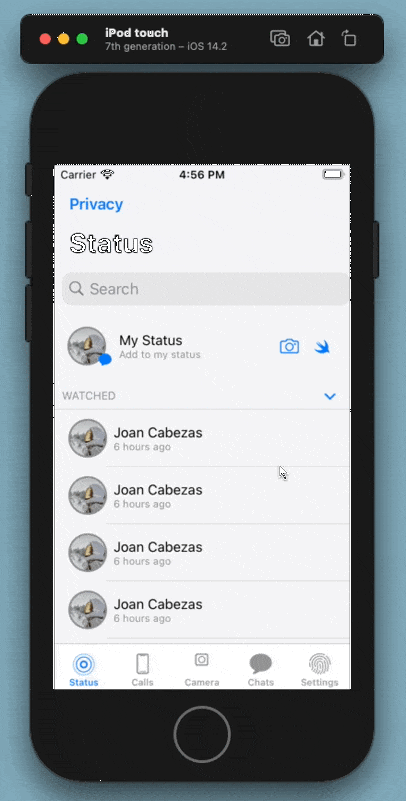 iPod touch
7th generation – iOS 14.2
Carrier 4:56 PM
Privacy
Status
Search
My Status
Add to my status
WATCHED
Joan Cabezas
6 hours ago
Joan Cabezas
6 hours ago
Joan Cabezas
6 hours ago
Joan Cabezas
6 hours ago
Status Calls Camera Chats Settings